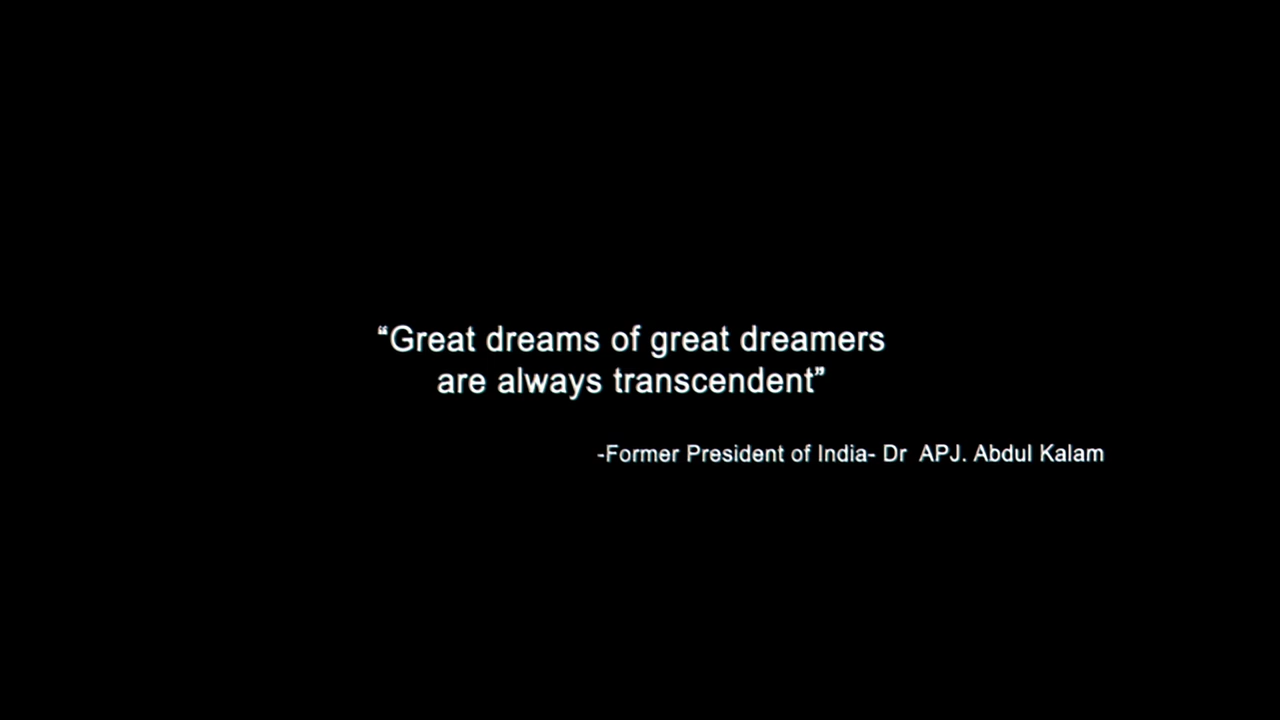 “Great dreams of great dreamers
are always transcendent”
-Former President of India- Dr  APJ. Abdul Kalam